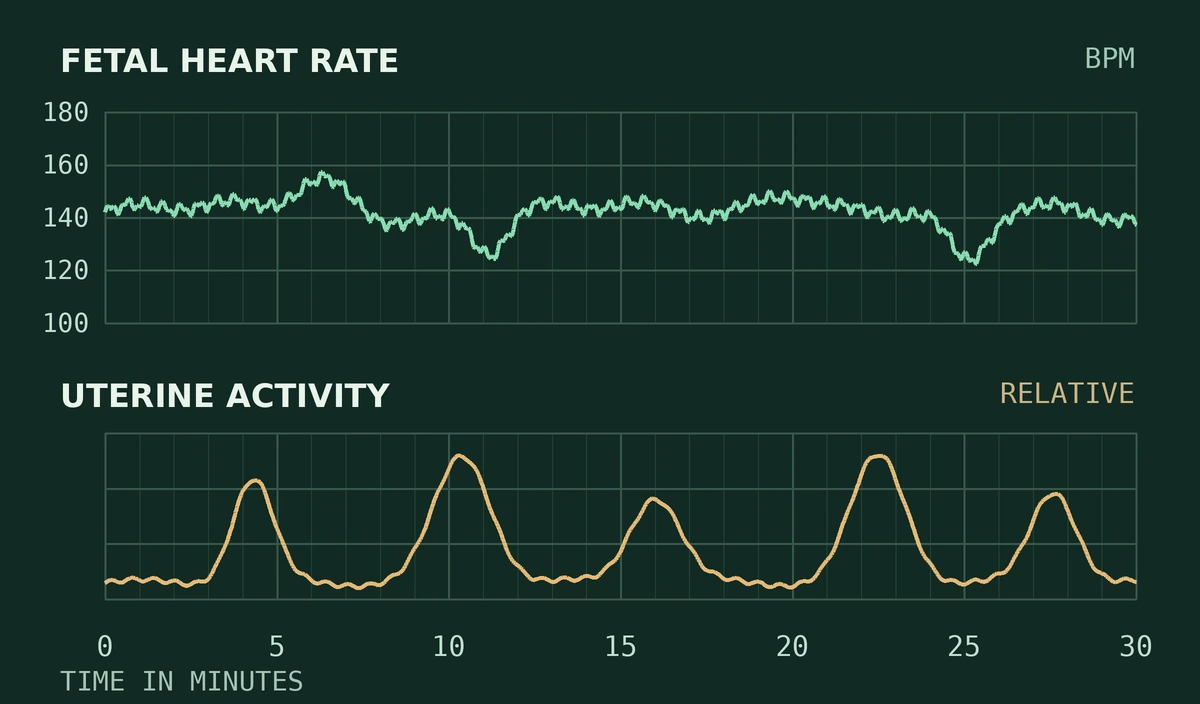 FETAL HEART RATE BPM
180
160
140
120
100
UTERINE ACTIVITY RELATIVE
0 5 10 15 20 25 30
TIME IN MINUTES